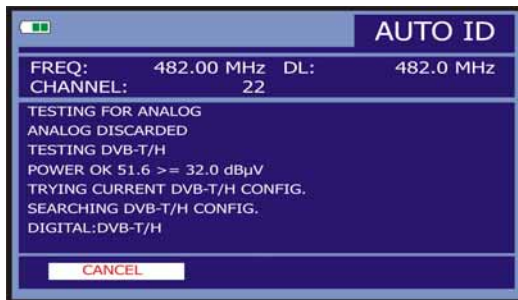 AUTO ID
FREQ: 482.00 MHz DL: 482.0 MHz
CHANNEL: 22
TESTING FOR ANALOG
ANALOG DISCARDED
TESTING DVB-T/H
POWER OK 51.6 >= 32.0 dBµV
TRYING CURRENT DVB-T/H CONFIG.
SEARCHING DVB-T/H CONFIG.
DIGITAL:DVB-T/H
CANCEL